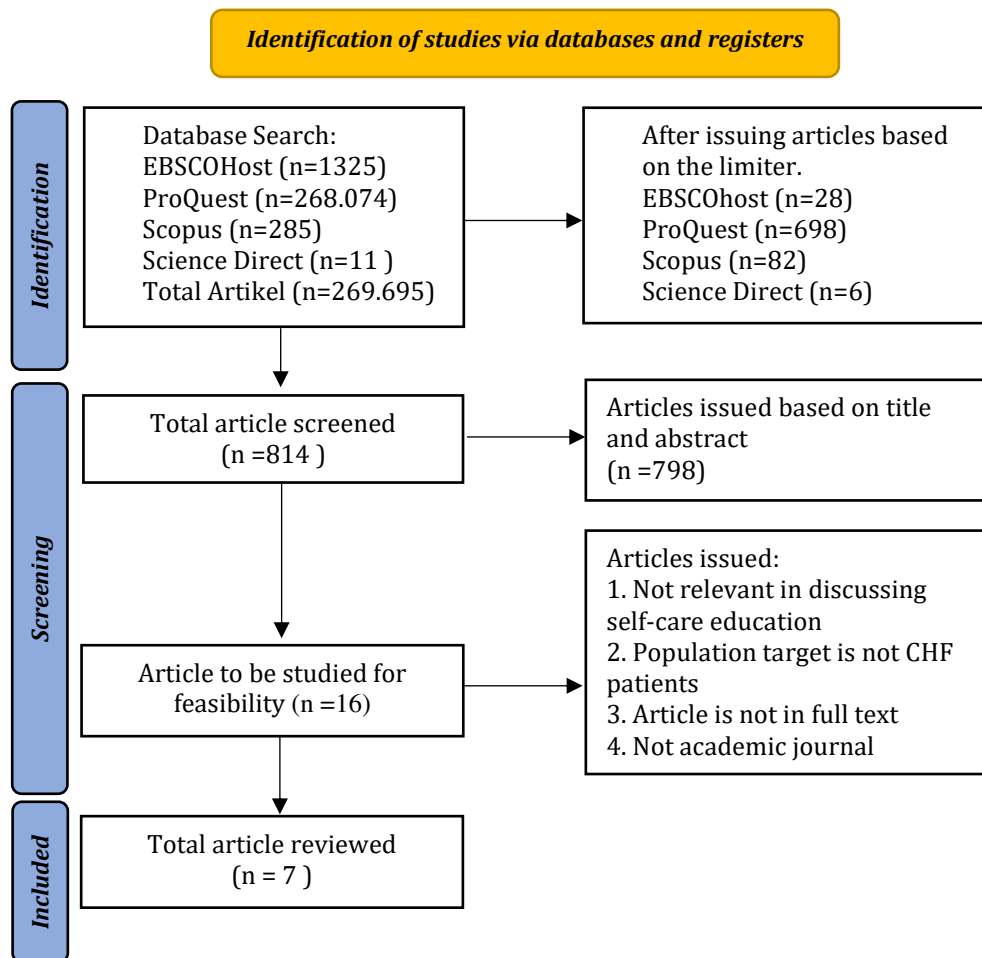 Identification of studies via databases and registers
Identification
Database Search:
EBSCOHost (n=1325)
ProQuest (n=268.074)
Scopus (n=285)
Science Direct (n=11 )
Total Artikel (n=269.695)
After issuing articles based
on the limiter.
EBSCOhost (n=28)
ProQuest (n=698)
Scopus (n=82)
Science Direct (n=6)
Screening
Total article screened
(n =814 )
Articles issued based on title
and abstract
(n =798)
Article to be studied for
feasibility (n =16)
Articles issued:
1. Not relevant in discussing
self-care education
2. Population target is not CHF
patients
3. Article is not in full text
4. Not academic journal
Included
Total article reviewed
(n = 7 )